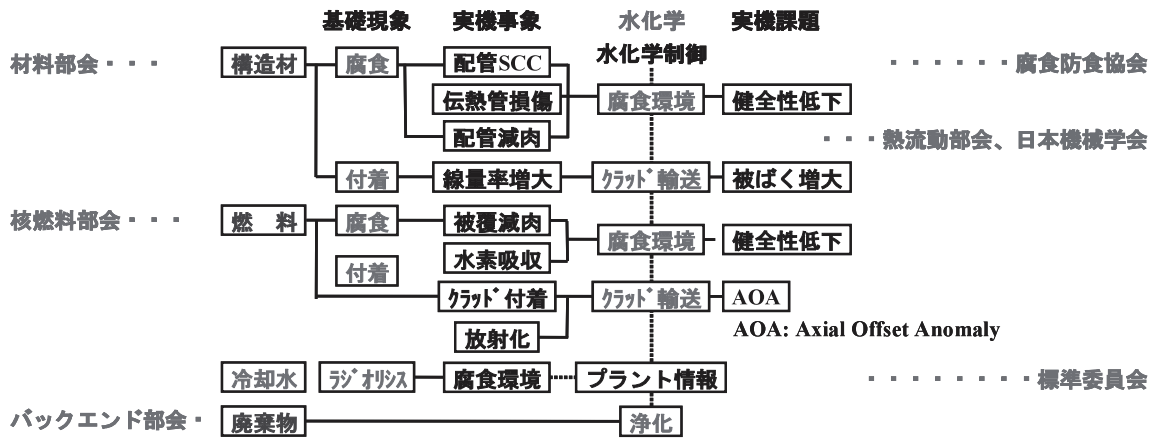 基礎現象 実機事象 水化学 実機課題
水化学制御
材料部会・・・ 構造材 腐食 配管SCC ・・・・・・腐食防食協会
伝熱管損傷 腐食環境 健全性低下
配管減肉 ・・・熱流動部会、日本機械学会
付着 線量率増大 ｸﾗｯﾄﾞ輸送 被ばく増大
核燃料部会・・・ 燃 料 腐食 被覆減肉
腐食環境 健全性低下
付着 水素吸収
ｸﾗｯﾄﾞ付着 ｸﾗｯﾄﾞ輸送 AOA
放射化 AOA: Axial Offset Anomaly
冷却水 ﾗｼﾞｵﾘｼｽ 腐食環境 プラント情報 ・・・・・・・・標準委員会
バックエンド部会・ 廃棄物 浄化